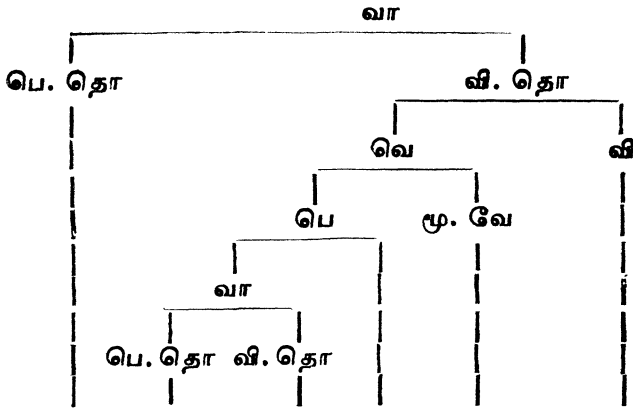 வா
பெ. தொ வி. தொ
வெ வி
பெ மூ. வே
வா
பெ. தொ வி. தொ